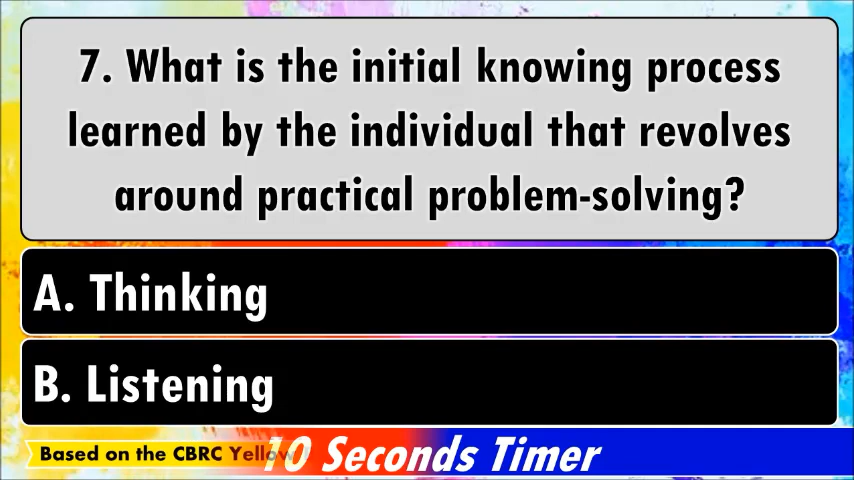 7. What is the initial knowing process
learned by the individual that revolves
around practical problem-solving?
A. Thinking
B. Listening
Based on the CBRC Yellow
10 Seconds Timer